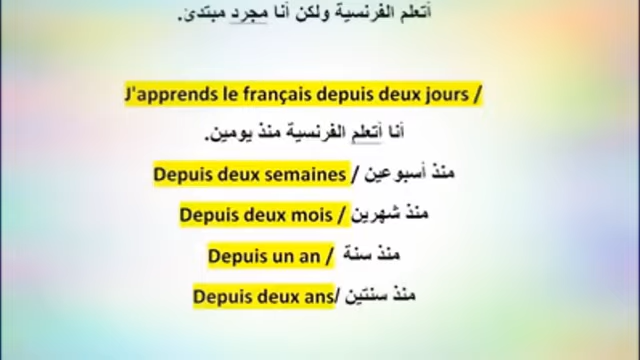 أتعلم الفرنسية ولكن أنا مجرد مبتدئ.
J'apprends le français depuis deux jours /
أنا أتعلم الفرنسية منذ يومين.
Depuis deux semaines / منذ أسبوعين
Depuis deux mois / منذ شهرين
Depuis un an / منذ سنة
Depuis deux ans/ منذ سنتين